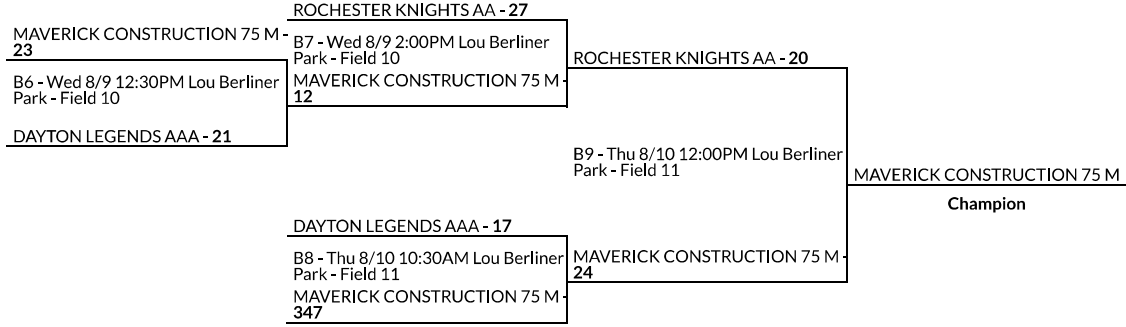 ROCHESTER KNIGHTS AA - 27
MAVERICK CONSTRUCTION 75 M -
23
B7 - Wed 8/9 2:00PM Lou Berliner
Park - Field 10
ROCHESTER KNIGHTS AA - 20
B6 - Wed 8/9 12:30PM Lou Berliner
Park - Field 10
MAVERICK CONSTRUCTION 75 M -
12
DAYTON LEGENDS AAA - 21
B9 - Thu 8/10 12:00PM Lou Berliner
Park - Field 11
MAVERICK CONSTRUCTION 75 M
Champion
DAYTON LEGENDS AAA - 17
B8 - Thu 8/10 10:30AM Lou Berliner
Park - Field 11
MAVERICK CONSTRUCTION 75 M -
24
MAVERICK CONSTRUCTION 75 M -
347